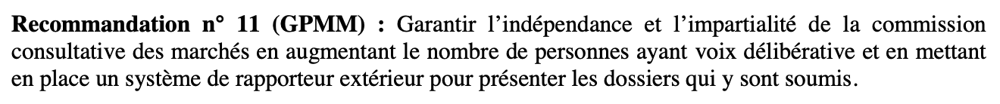 Recommandation n° 11 (GPMM) : Garantir l’indépendance et l’impartialité de la commission
consultative des marchés en augmentant le nombre de personnes ayant voix délibérative et en mettant
en place un système de rapporteur extérieur pour présenter les dossiers qui y sont soumis.